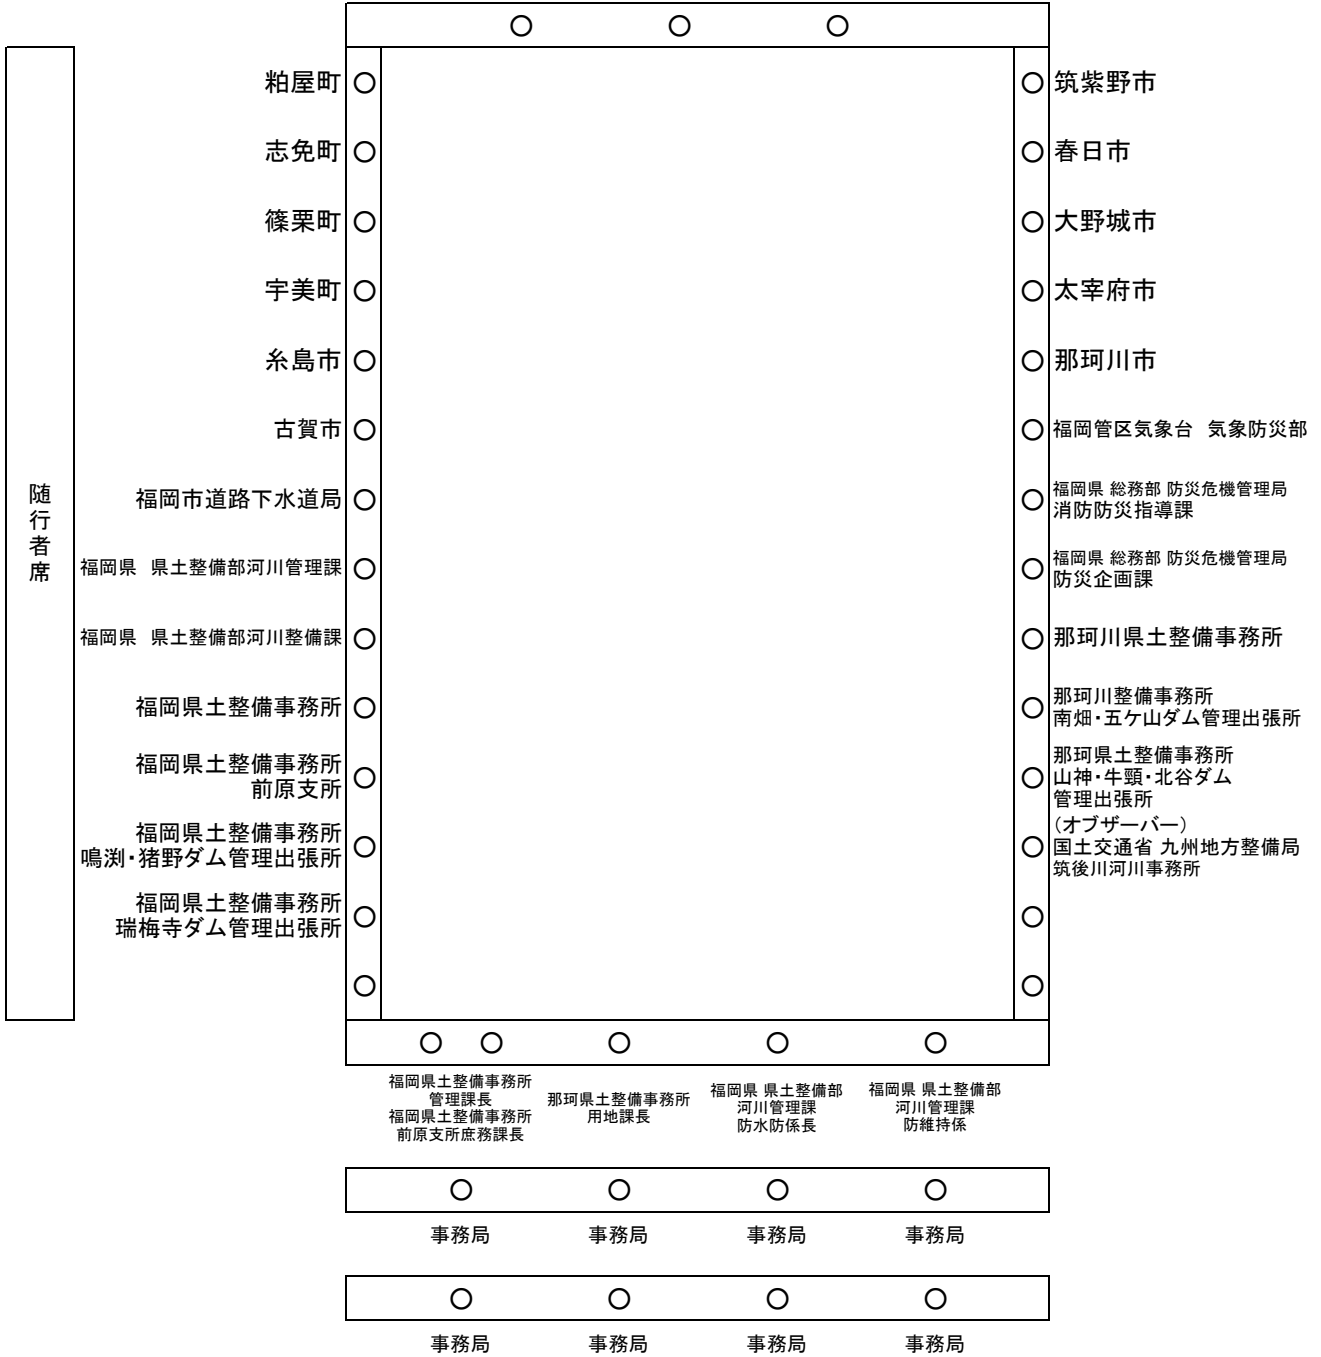 随行者席
粕屋町
志免町
篠栗町
宇美町
糸島市
古賀市
福岡市道路下水道局
福岡県　県土整備部河川管理課
福岡県　県土整備部河川整備課
福岡県土整備事務所
福岡県土整備事務所
前原支所
福岡県土整備事務所
鳴渕・猪野ダム管理出張所
福岡県土整備事務所
瑞梅寺ダム管理出張所
筑紫野市
春日市
大野城市
太宰府市
那珂川市
福岡管区気象台　気象防災部
福岡県 総務部 防災危機管理局
消防防災指導課
福岡県 総務部 防災危機管理局
防災企画課
那珂川県土整備事務所
那珂川整備事務所
南畑・五ケ山ダム管理出張所
那珂県土整備事務所
山神・牛頸・北谷ダム
管理出張所
（オブザーバー）
国土交通省 九州地方整備局
筑後川河川事務所
福岡県土整備事務所
管理課長
福岡県土整備事務所
前原支所庶務課長
那珂県土整備事務所
用地課長
福岡県 県土整備部
河川管理課
防水防係長
福岡県 県土整備部
河川管理課
防維持係
事務局
事務局
事務局
事務局
事務局
事務局
事務局
事務局